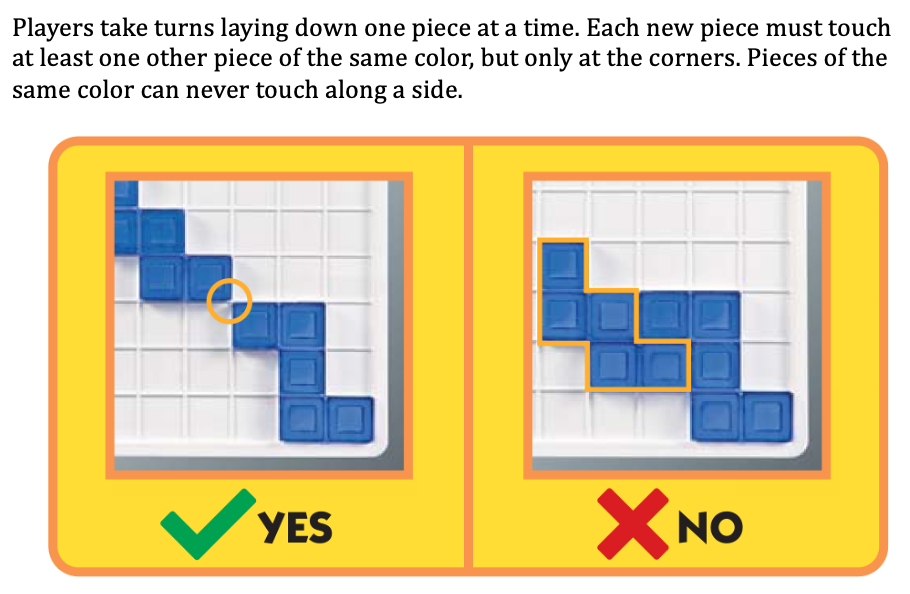 Players take turns laying down one piece at a time. Each new piece must touch
at least one other piece of the same color, but only at the corners. Pieces of the
same color can never touch along a side.
YES
NO